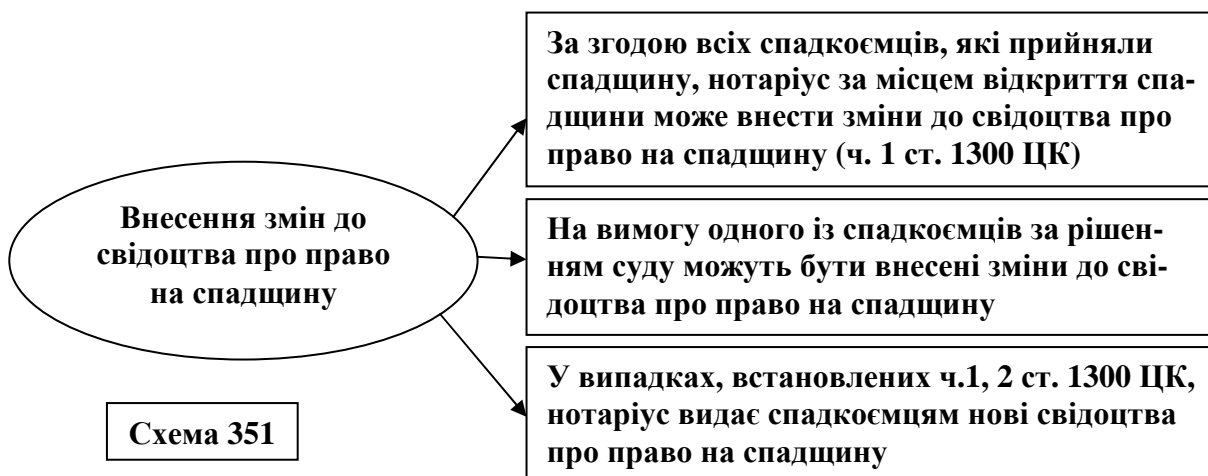 За згодою всіх спадкоємців, які прийняли
спадщину, нотаріус за місцем відкриття спа-
дщини може внести зміни до свідоцтва про
право на спадщину (ч. 1 ст. 1300 ЦК)
Внесення змін до
свідоцтва про право
на спадщину
На вимогу одного із спадкоємців за рішен-
ням суду можуть бути внесені зміни до сві-
доцтва про право на спадщину
У випадках, встановлених ч.1, 2 ст. 1300 ЦК,
нотаріус видає спадкоємцям нові свідоцтва
про право на спадщину
Схема 351